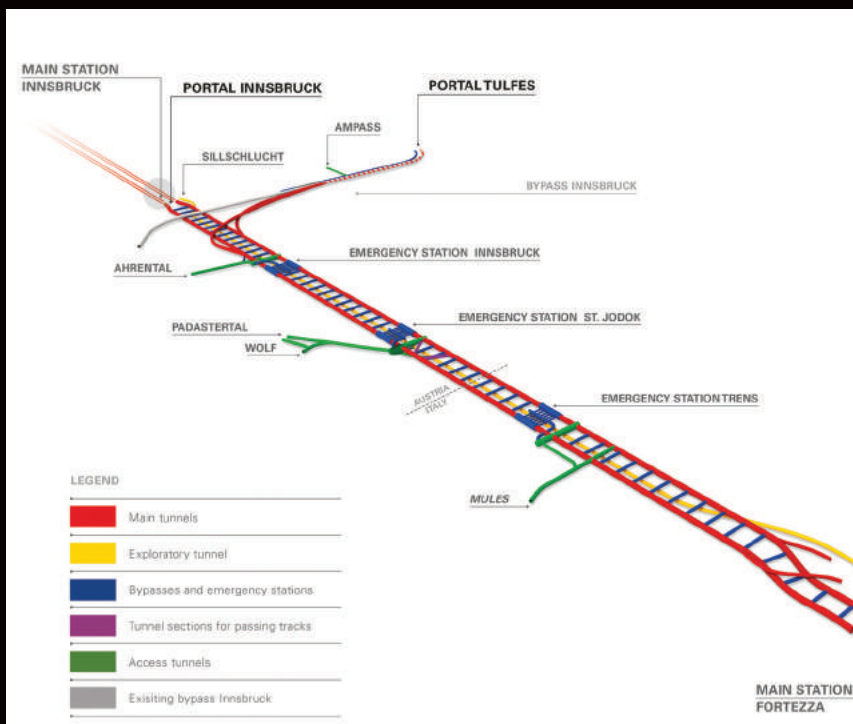 MAIN STATION
INNSBRUCK
PORTAL INNSBRUCK
PORTAL TULFES
AMPASS
SILLSCHLUCHT
BYPASS INNSBRUCK
EMERGENCY STATION INNSBRUCK
AHRENTAL
EMERGENCY STATION ST. JODOK
PADASTERTAL
WOLF
AUSTRIA
ITALY
EMERGENCY STATION TRENS
MULES
LEGEND
Main tunnels
Exploratory tunnel
Bypasses and emergency stations
Tunnel sections for passing tracks
Access tunnels
Exisiting bypass Innsbruck
MAIN STATION
FORTEZZA